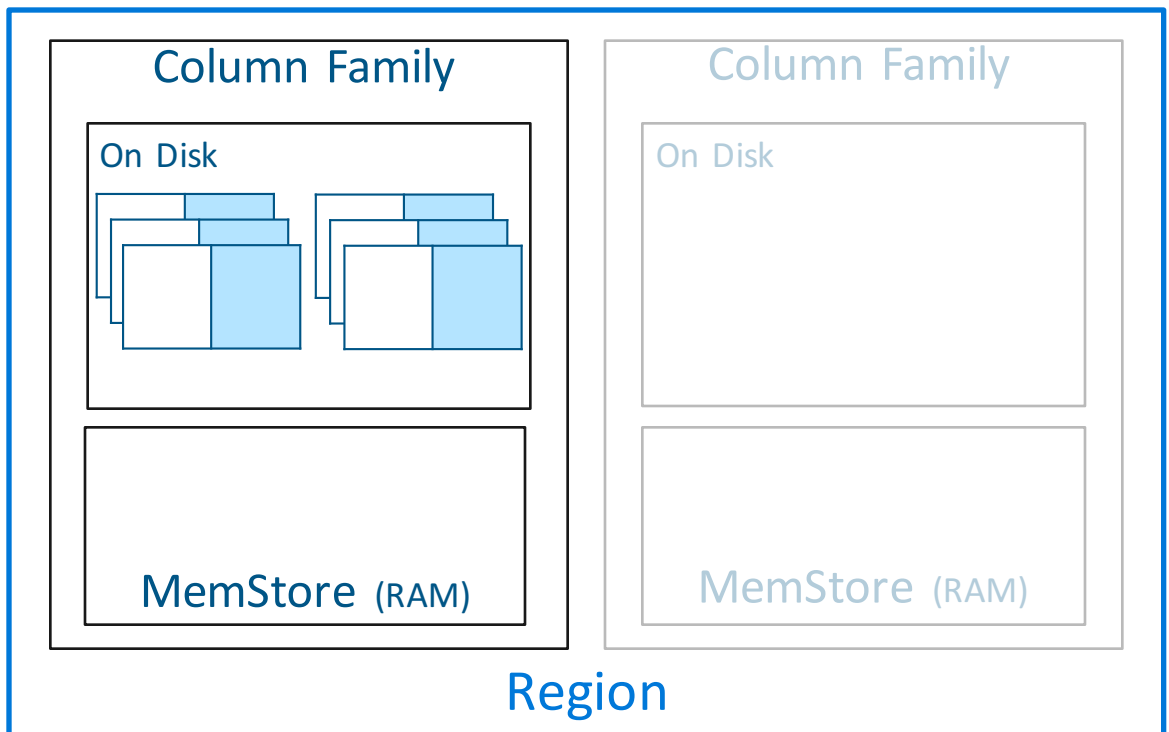 Column Family
On Disk
MemStore (RAM)
Column Family
On Disk
MemStore (RAM)
Region